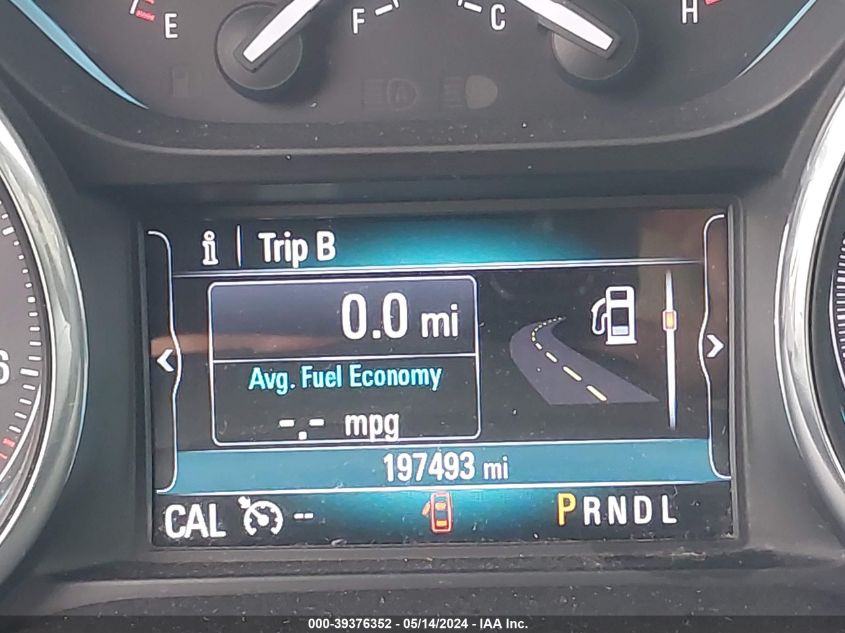 E F C H
6
i Trip B
0.0 mi
Avg. Fuel Economy
-.- mpg
197493 mi
CAL -- PRNDL
000-39376352 / 05/14/2024 - IAA Inc.